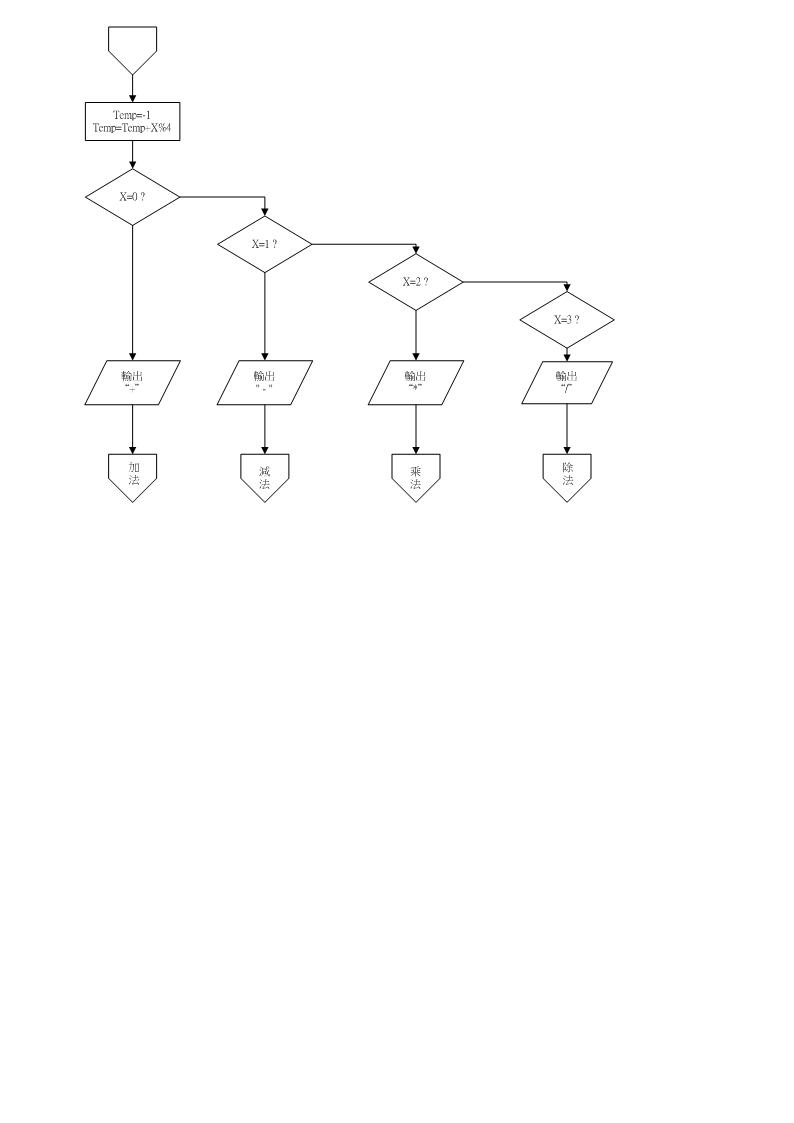 Temp=-1
Temp=Temp+X%4
X=0 ?
X=1 ?
X=2 ?
X=3 ?
輸出
“+”
輸出
" - "
輸出
“*”
輸出
“/”
加
法
減
法
乘
法
除
法